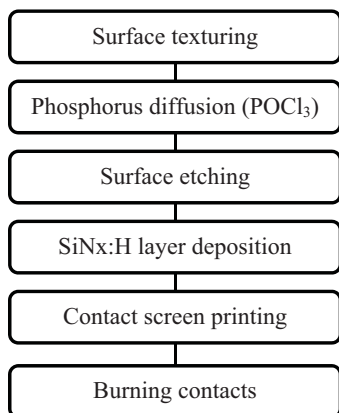 Surface texturing
Phosphorus diffusion (POCl₃)
Surface etching
SiNx:H layer deposition
Contact screen printing
Burning contacts